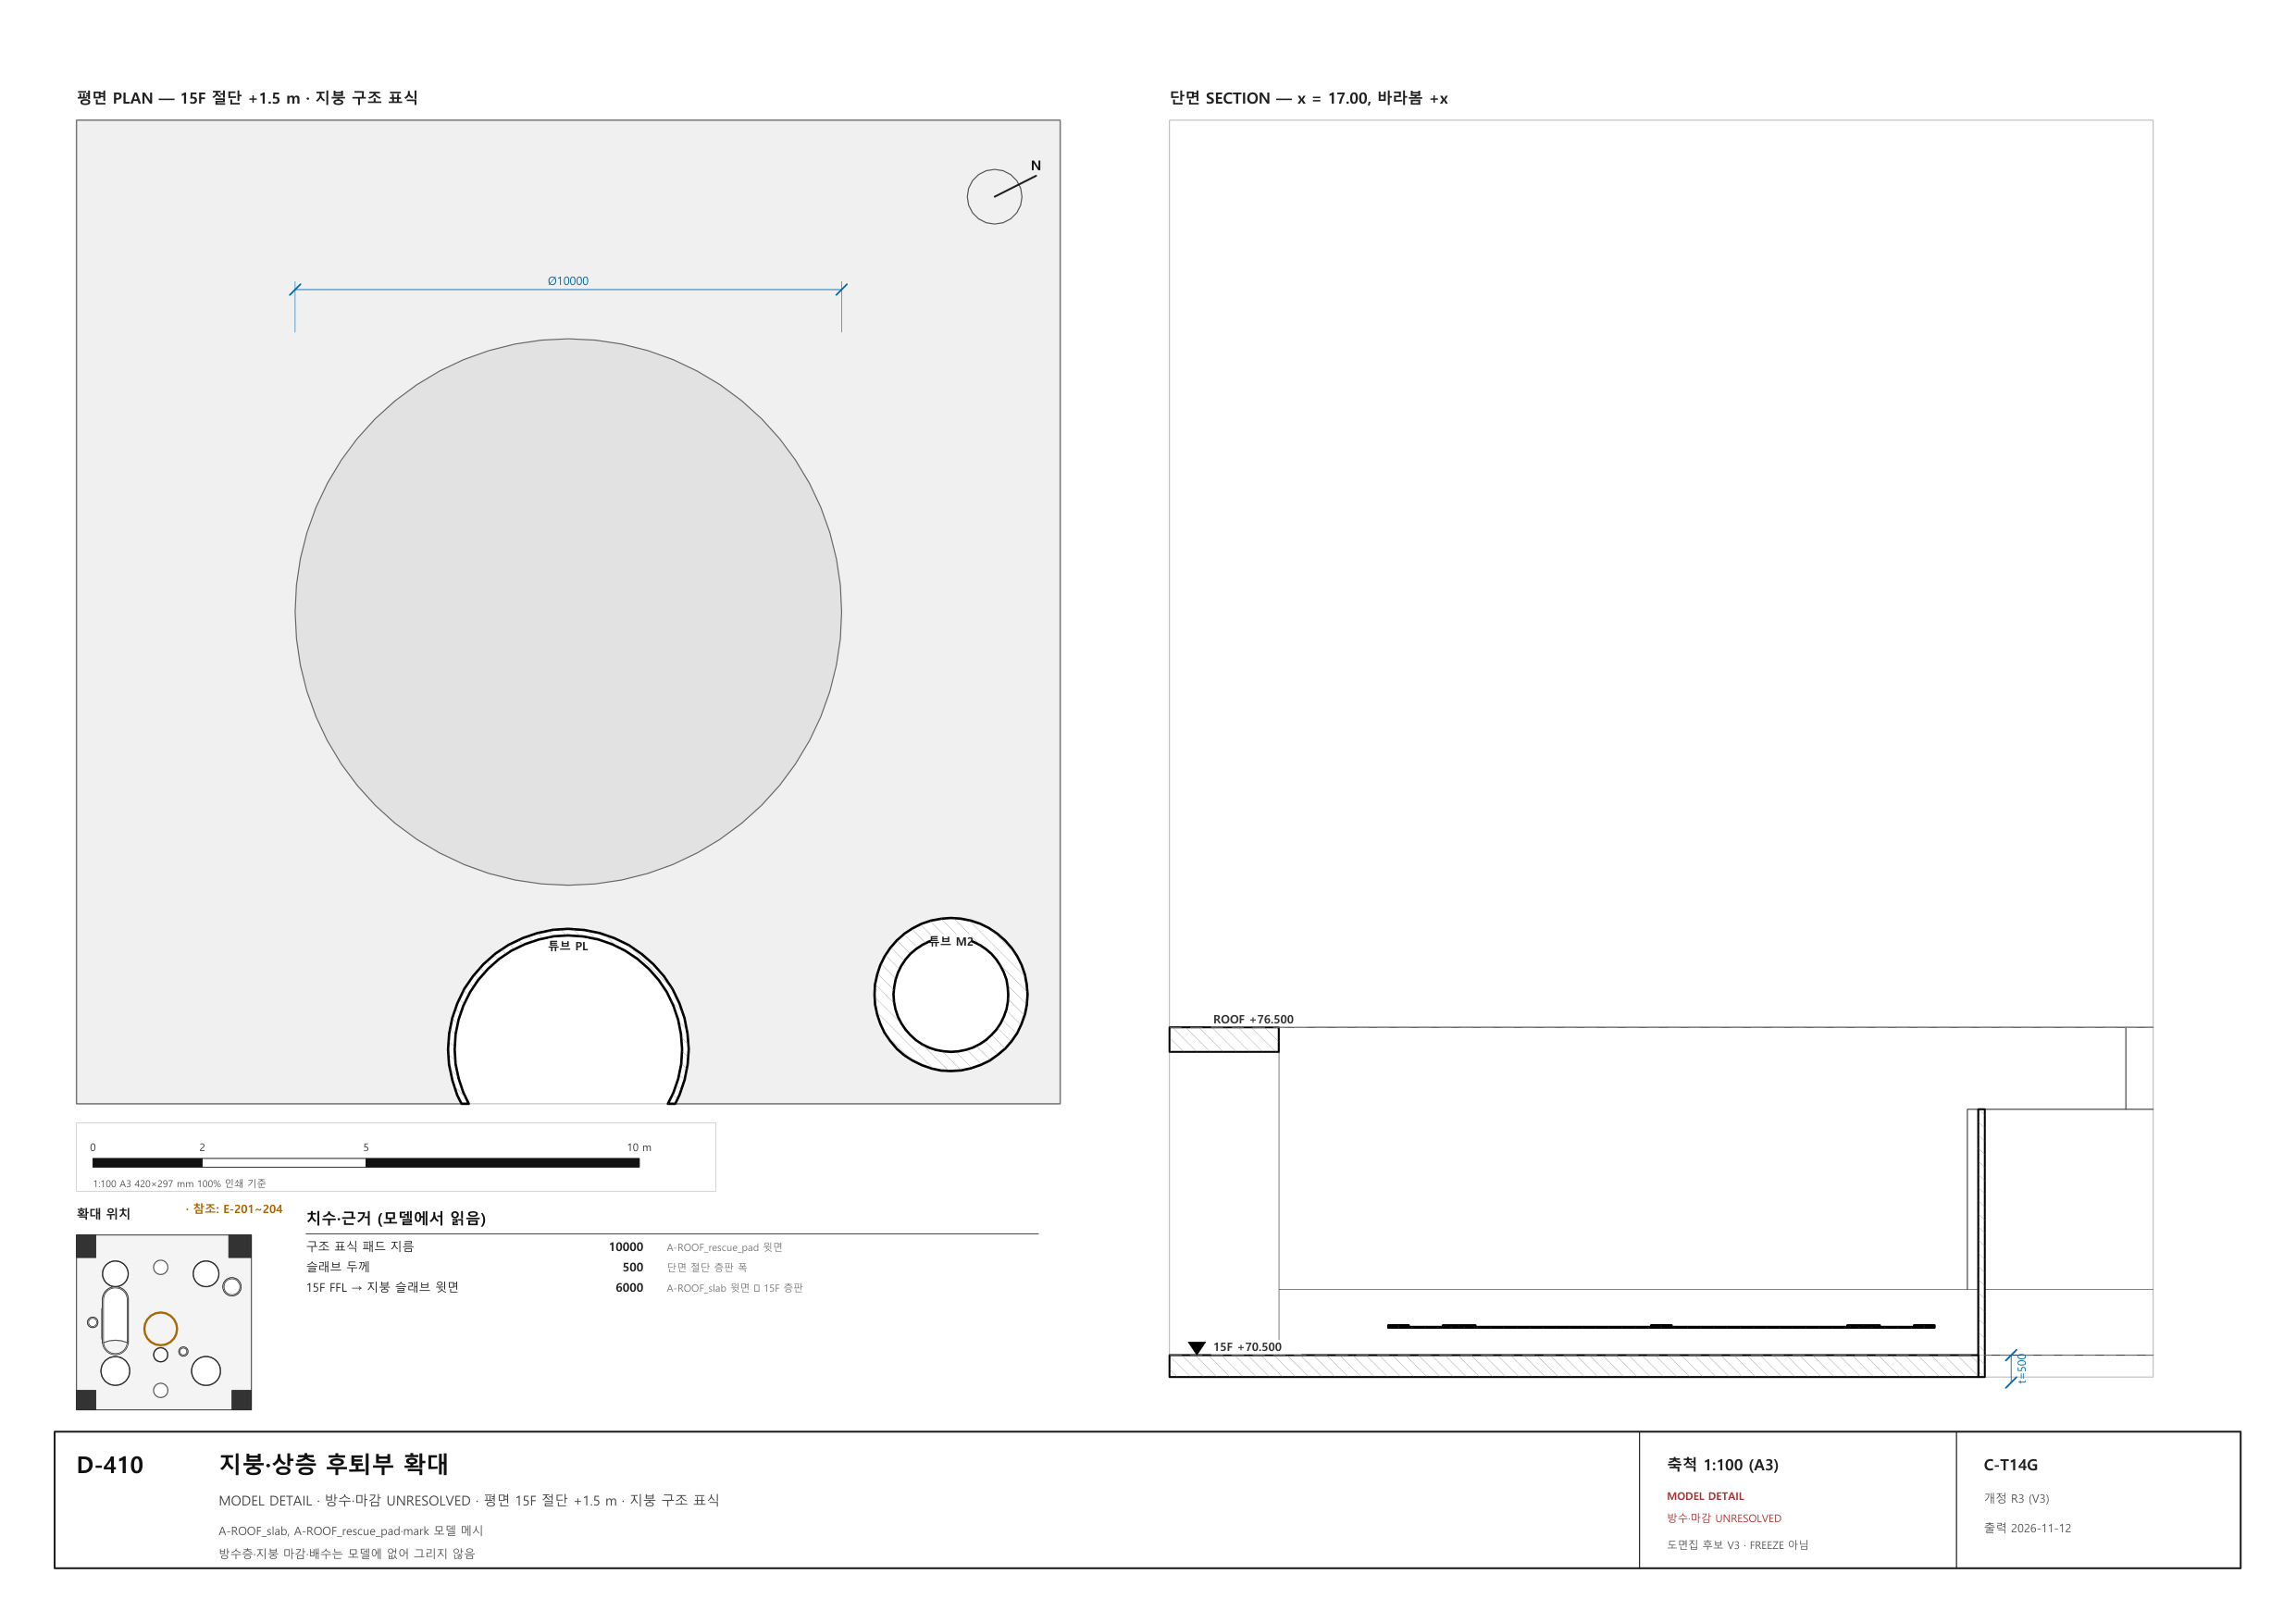 평면 PLAN — 15F 절단 +1.5 m · 지붕 구조 표식
N
Ø10000
튜브 PL
튜브 M2
0 2 5 10 m
1:100 A3 420×297 mm 100% 인쇄 기준
단면 SECTION — x = 17.00, 바라봄 +x
ROOF +76.500
15F +70.500
t=500
확대 위치
· 참조: E-201~204
치수·근거 (모델에서 읽음)
구조 표식 패드 지름 10000 A-ROOF_rescue_pad 윗면
슬래브 두께 500 단면 절단 층판 폭
15F FFL → 지붕 슬래브 윗면 6000 A-ROOF_slab 윗면 □ 15F 층판
D-410
지붕·상층 후퇴부 확대
MODEL DETAIL · 방수·마감 UNRESOLVED · 평면 15F 절단 +1.5 m · 지붕 구조 표식
A-ROOF_slab, A-ROOF_rescue_pad·mark 모델 메시
방수층·지붕 마감·배수는 모델에 없어 그리지 않음
축척 1:100 (A3)
MODEL DETAIL
방수·마감 UNRESOLVED
도면집 후보 V3 · FREEZE 아님
C-T14G
개정 R3 (V3)
출력 2026-11-12